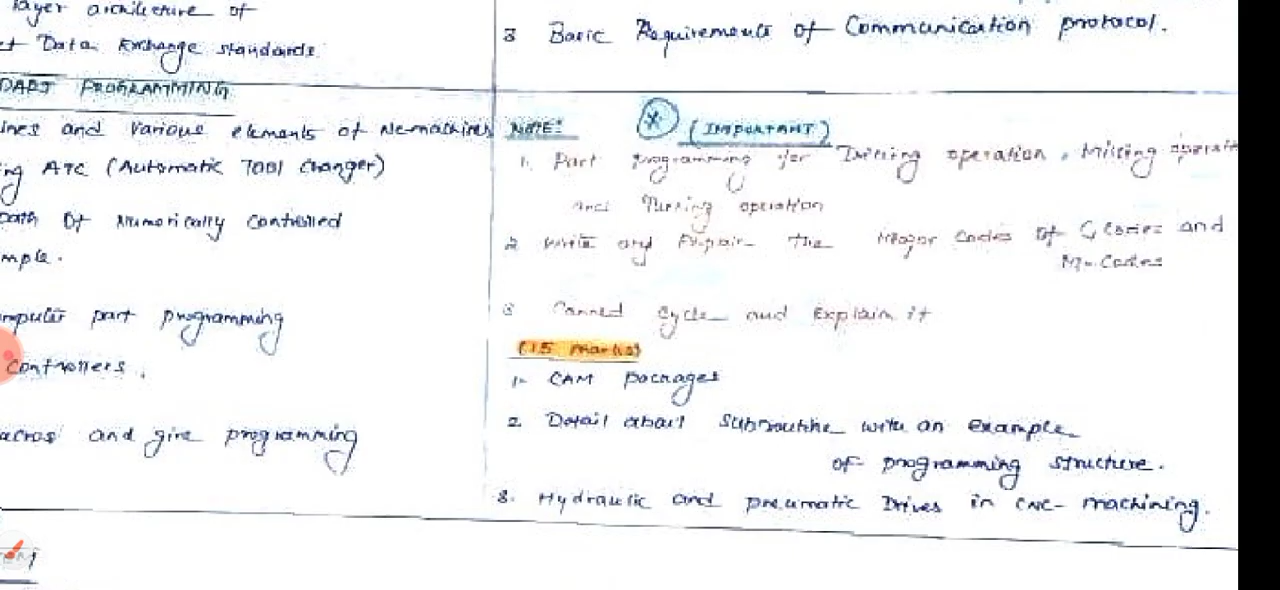 layer architecture of
Data Exchange standards
PROGRAMMING
ines and Various elements of Nc-machines
ng ATC (Automatic Tool Changer)
path Of Numerically Controlled
mple.
mputer part programming
Controllers.
acros and give programming
3 Basic Requirements of Communication protocol.
NOTE: * (IMPORTANT)
1. Part programming for Drilling operation, Milling operati
and Turning operation
2 write and Explain the Major Codes of G Codes and
M-Codes
3 Canned Cycle and Explain it
(15 marks)
1- CAM packages
2 Detail about Subroutine with an Example
of programming structure.
3. Hydraulic and pneumatic Drives in CNC- machining.